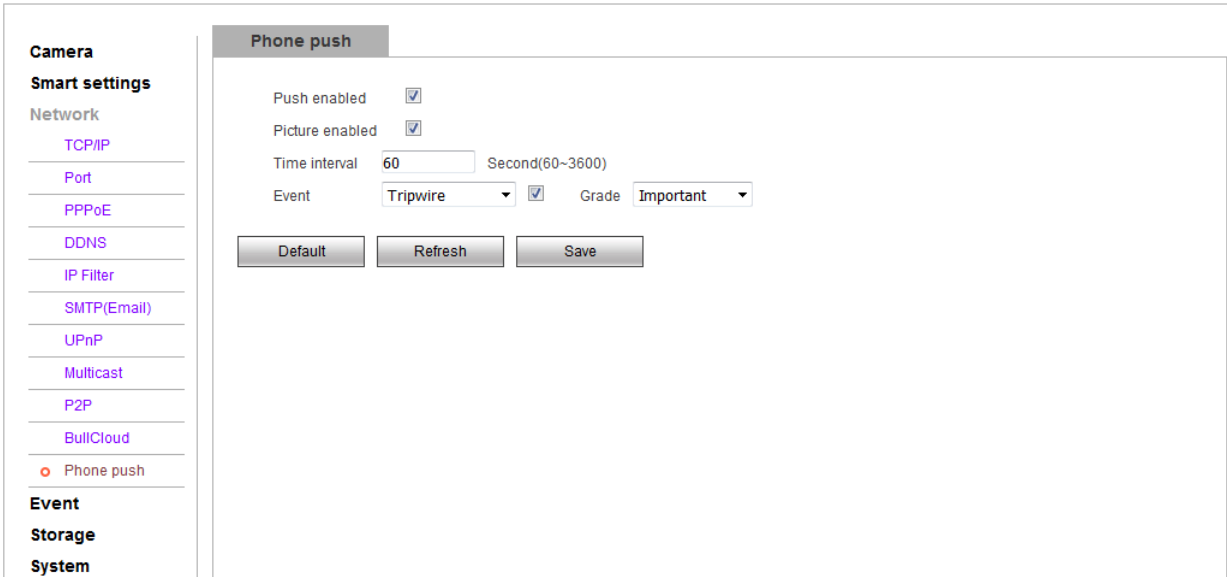 Camera
Smart settings
Network
TCP/IP
Port
PPPoE
DDNS
IP Filter
SMTP(Email)
UPnP
Multicast
P2P
BullCloud
Phone push
Event
Storage
System
Phone push
Push enabled
Picture enabled
Time interval 60 Second(60~3600)
Event Tripwire Grade Important
Default Refresh Save